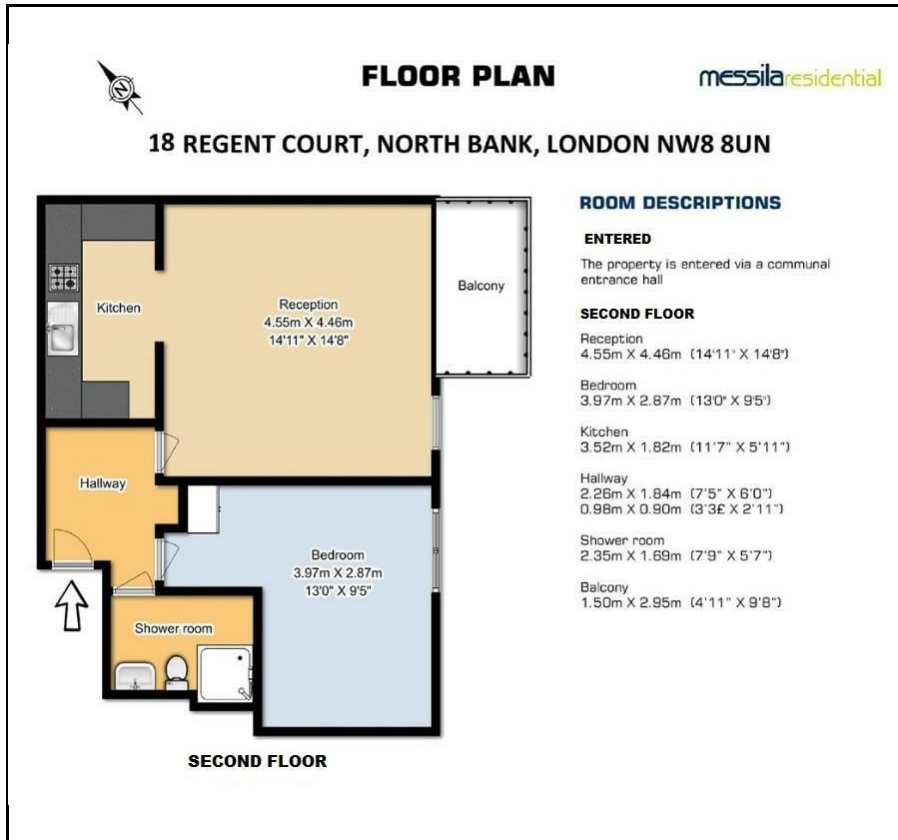 FLOOR PLAN
messilaresidential
18 REGENT COURT, NORTH BANK, LONDON NW8 8UN
N
Kitchen
Reception
4.55m X 4.46m
14'11" X 14'8"
Balcony
Hallway
Bedroom
3.97m X 2.87m
13'0" X 9'5"
Shower room
SECOND FLOOR
ROOM DESCRIPTIONS
ENTERED
The property is entered via a communal
entrance hall
SECOND FLOOR
Reception
4.55m X 4.46m (14'11" X 14'8")
Bedroom
3.97m X 2.87m (13'0" X 9'5")
Kitchen
3.52m X 1.82m (11'7" X 5'11")
Hallway
2.26m X 1.84m (7'5" X 6'0")
0.98m X 0.90m (3'3£ X 2'11")
Shower room
2.35m X 1.69m (7'9" X 5'7")
Balcony
1.50m X 2.95m (4'11" X 9'8")